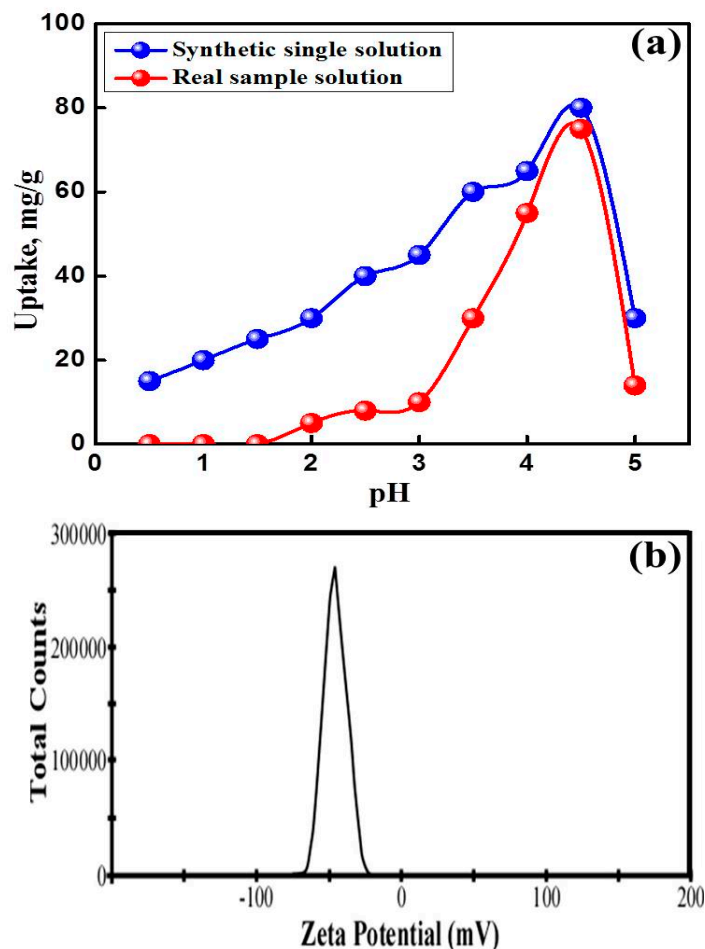 100
(a)
Synthetic single solution
Real sample solution
80
60
40
20
0
0 1 2 3 4 5
Uptake, mg/g
pH
300000
(b)
200000
100000
0
-100 0 100 200
Total Counts
Zeta Potential (mV)